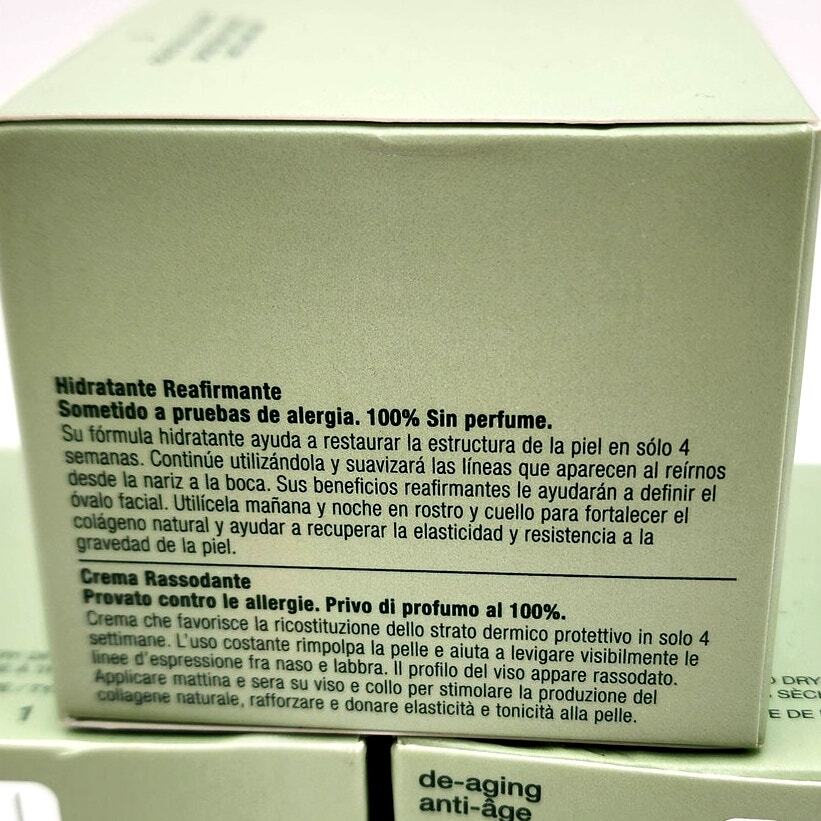 Hidratante Reafirmante
Sometido a pruebas de alergia. 100% Sin perfume.
Su fórmula hidratante ayuda a restaurar la estructura de la piel en sólo 4
semanas. Continúe utilizándola y suavizará las líneas que aparecen al reírnos
desde la nariz a la boca. Sus beneficios reafirmantes le ayudarán a definir el
óvalo facial. Utilícela mañana y noche en rostro y cuello para fortalecer el
colágeno natural y ayudar a recuperar la elasticidad y resistencia a la
gravedad de la piel.
Crema Rassodante
Provato contro le allergie. Privo di profumo al 100%.
Crema che favorisce la ricostituzione dello strato dermico protettivo in solo 4
settimane. L'uso costante rimpolpa la pelle e aiuta a levigare visibilmente le
linee d'espressione fra naso e labbra. Il profilo del viso appare rassodato.
Applicare mattina e sera su viso e collo per stimolare la produzione del
collagene naturale, rafforzare e donare elasticità e tonicità alla pelle.
DRY
SÈCH
E DE
1
de-aging
anti-âge